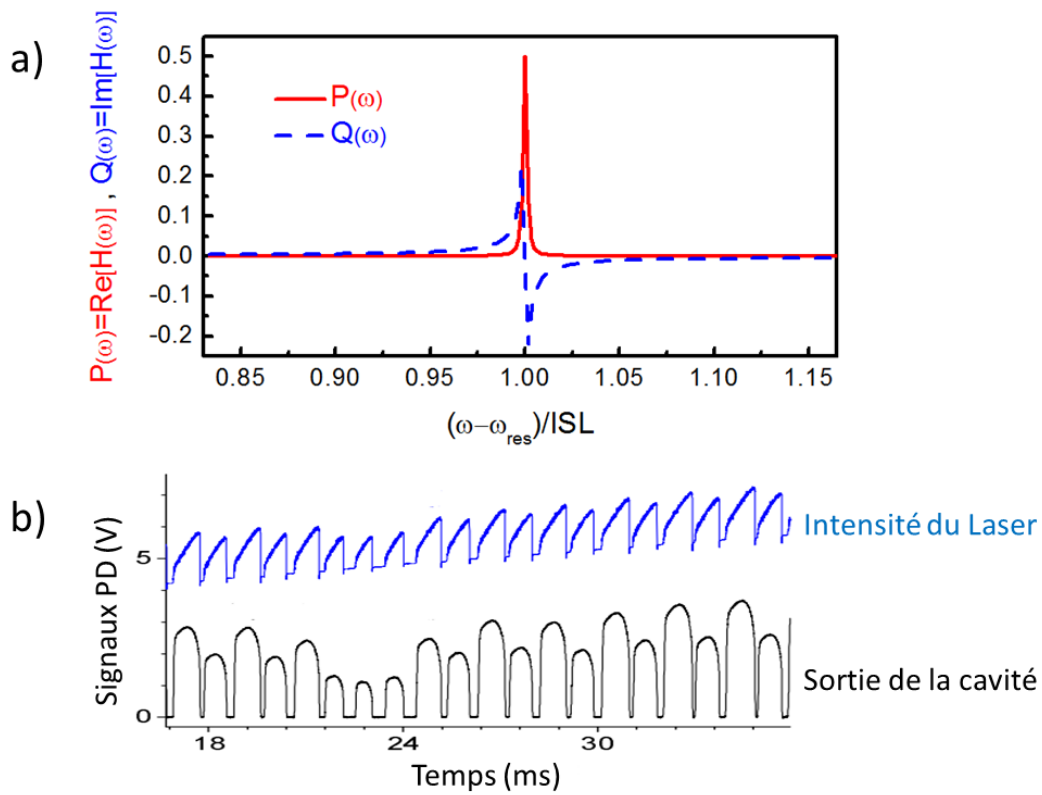 a)
P(ω)=Re[H(ω)] , Q(ω)=Im[H(ω)]
0.5
0.4
0.3
0.2
0.1
0.0
-0.1
-0.2
P(ω)
Q(ω)
0.85 0.90 0.95 1.00 1.05 1.10 1.15
(ω-ωres)/ISL
b)
Signaux PD (V)
5
0
Intensité du Laser
Sortie de la cavité
18 24 30
Temps (ms)